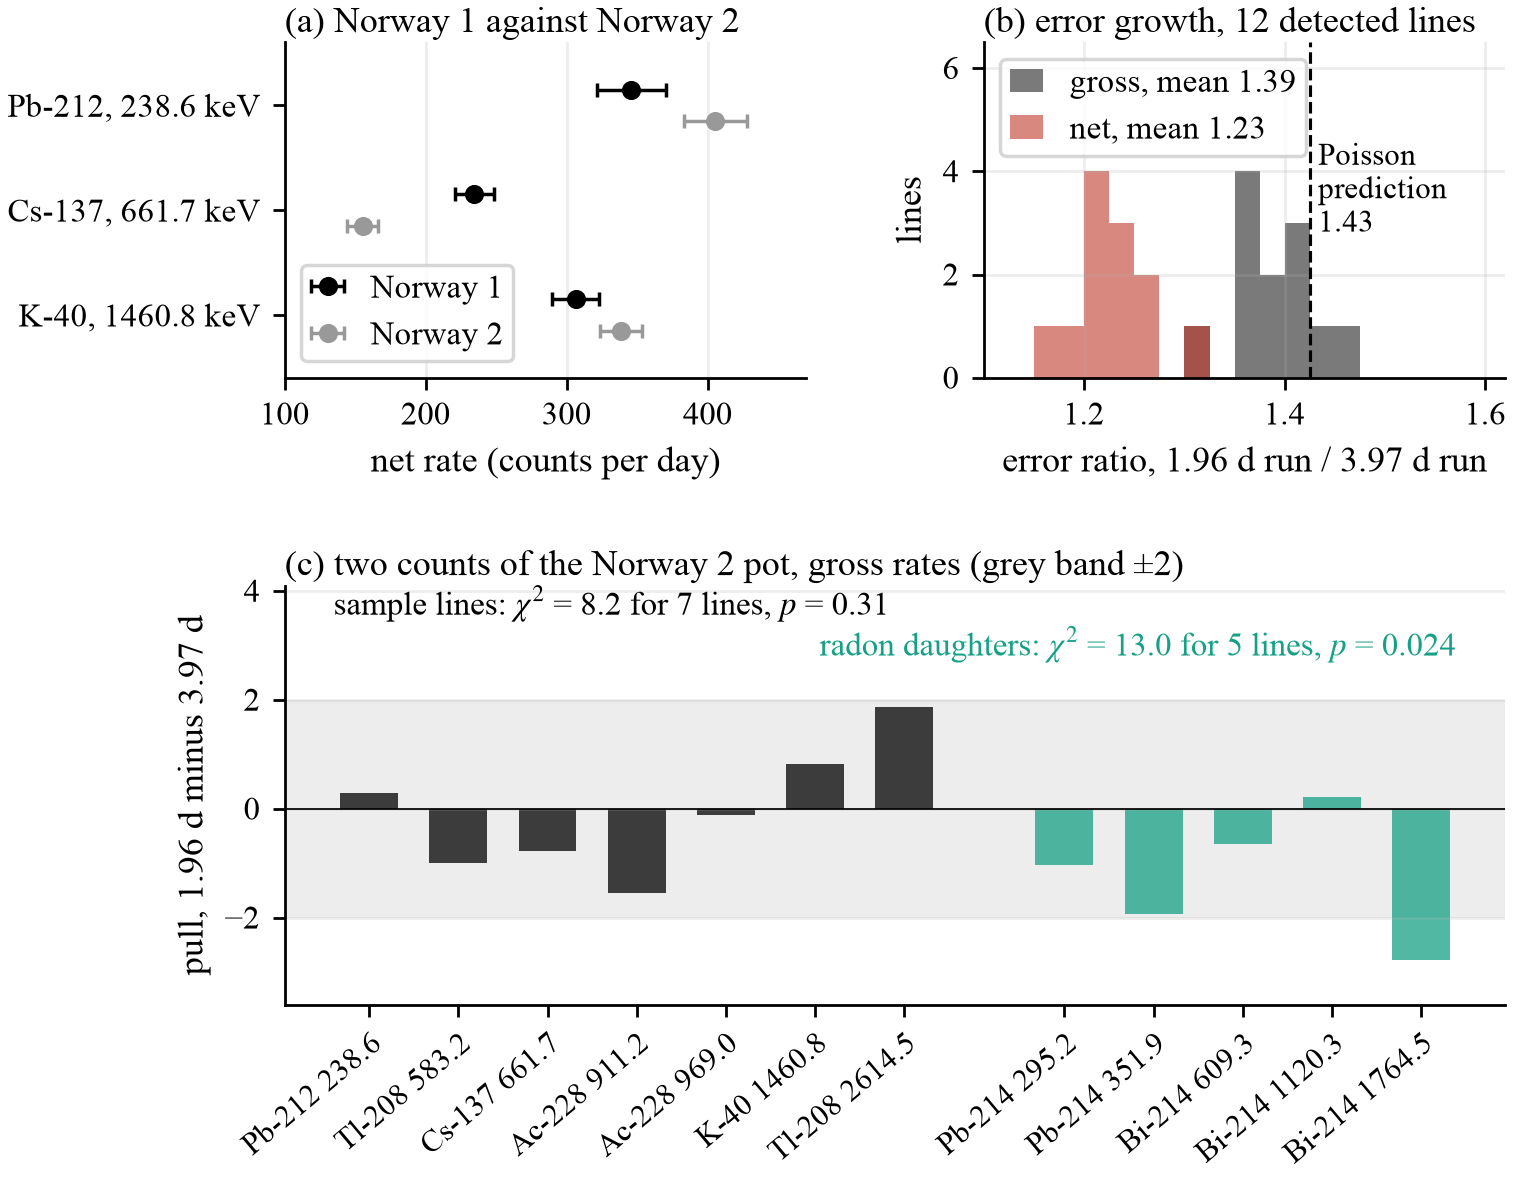 (a) Norway 1 against Norway 2
Pb-212, 238.6 keV
Cs-137, 661.7 keV
K-40, 1460.8 keV
Norway 1
Norway 2
100 200 300 400
net rate (counts per day)
(b) error growth, 12 detected lines
lines
6
4
2
0
gross, mean 1.39
net, mean 1.23
Poisson
prediction
1.43
1.2 1.4 1.6
error ratio, 1.96 d run / 3.97 d run
(c) two counts of the Norway 2 pot, gross rates (grey band ±2)
pull, 1.96 d minus 3.97 d
4
2
0
−2
sample lines: χ² = 8.2 for 7 lines, p = 0.31
radon daughters: χ² = 13.0 for 5 lines, p = 0.024
Pb-212 238.6
Tl-208 583.2
Cs-137 661.7
Ac-228 911.2
Ac-228 969.0
K-40 1460.8
Tl-208 2614.5
Pb-214 295.2
Pb-214 351.9
Bi-214 609.3
Bi-214 1120.3
Bi-214 1764.5